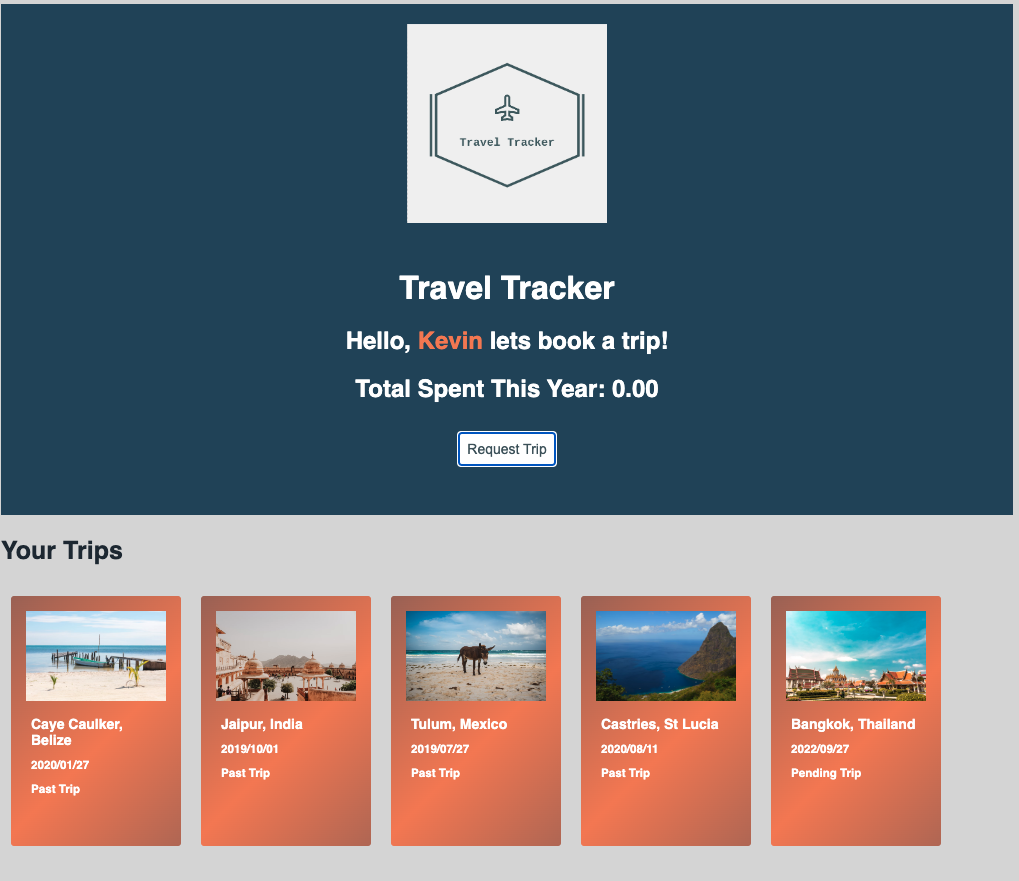 Travel Tracker
Travel Tracker
Hello, Kevin lets book a trip!
Total Spent This Year: 0.00
Request Trip
Your Trips
Caye Caulker,
Belize
2020/01/27
Past Trip
Jaipur, India
2019/10/01
Past Trip
Tulum, Mexico
2019/07/27
Past Trip
Castries, St Lucia
2020/08/11
Past Trip
Bangkok, Thailand
2022/09/27
Pending Trip